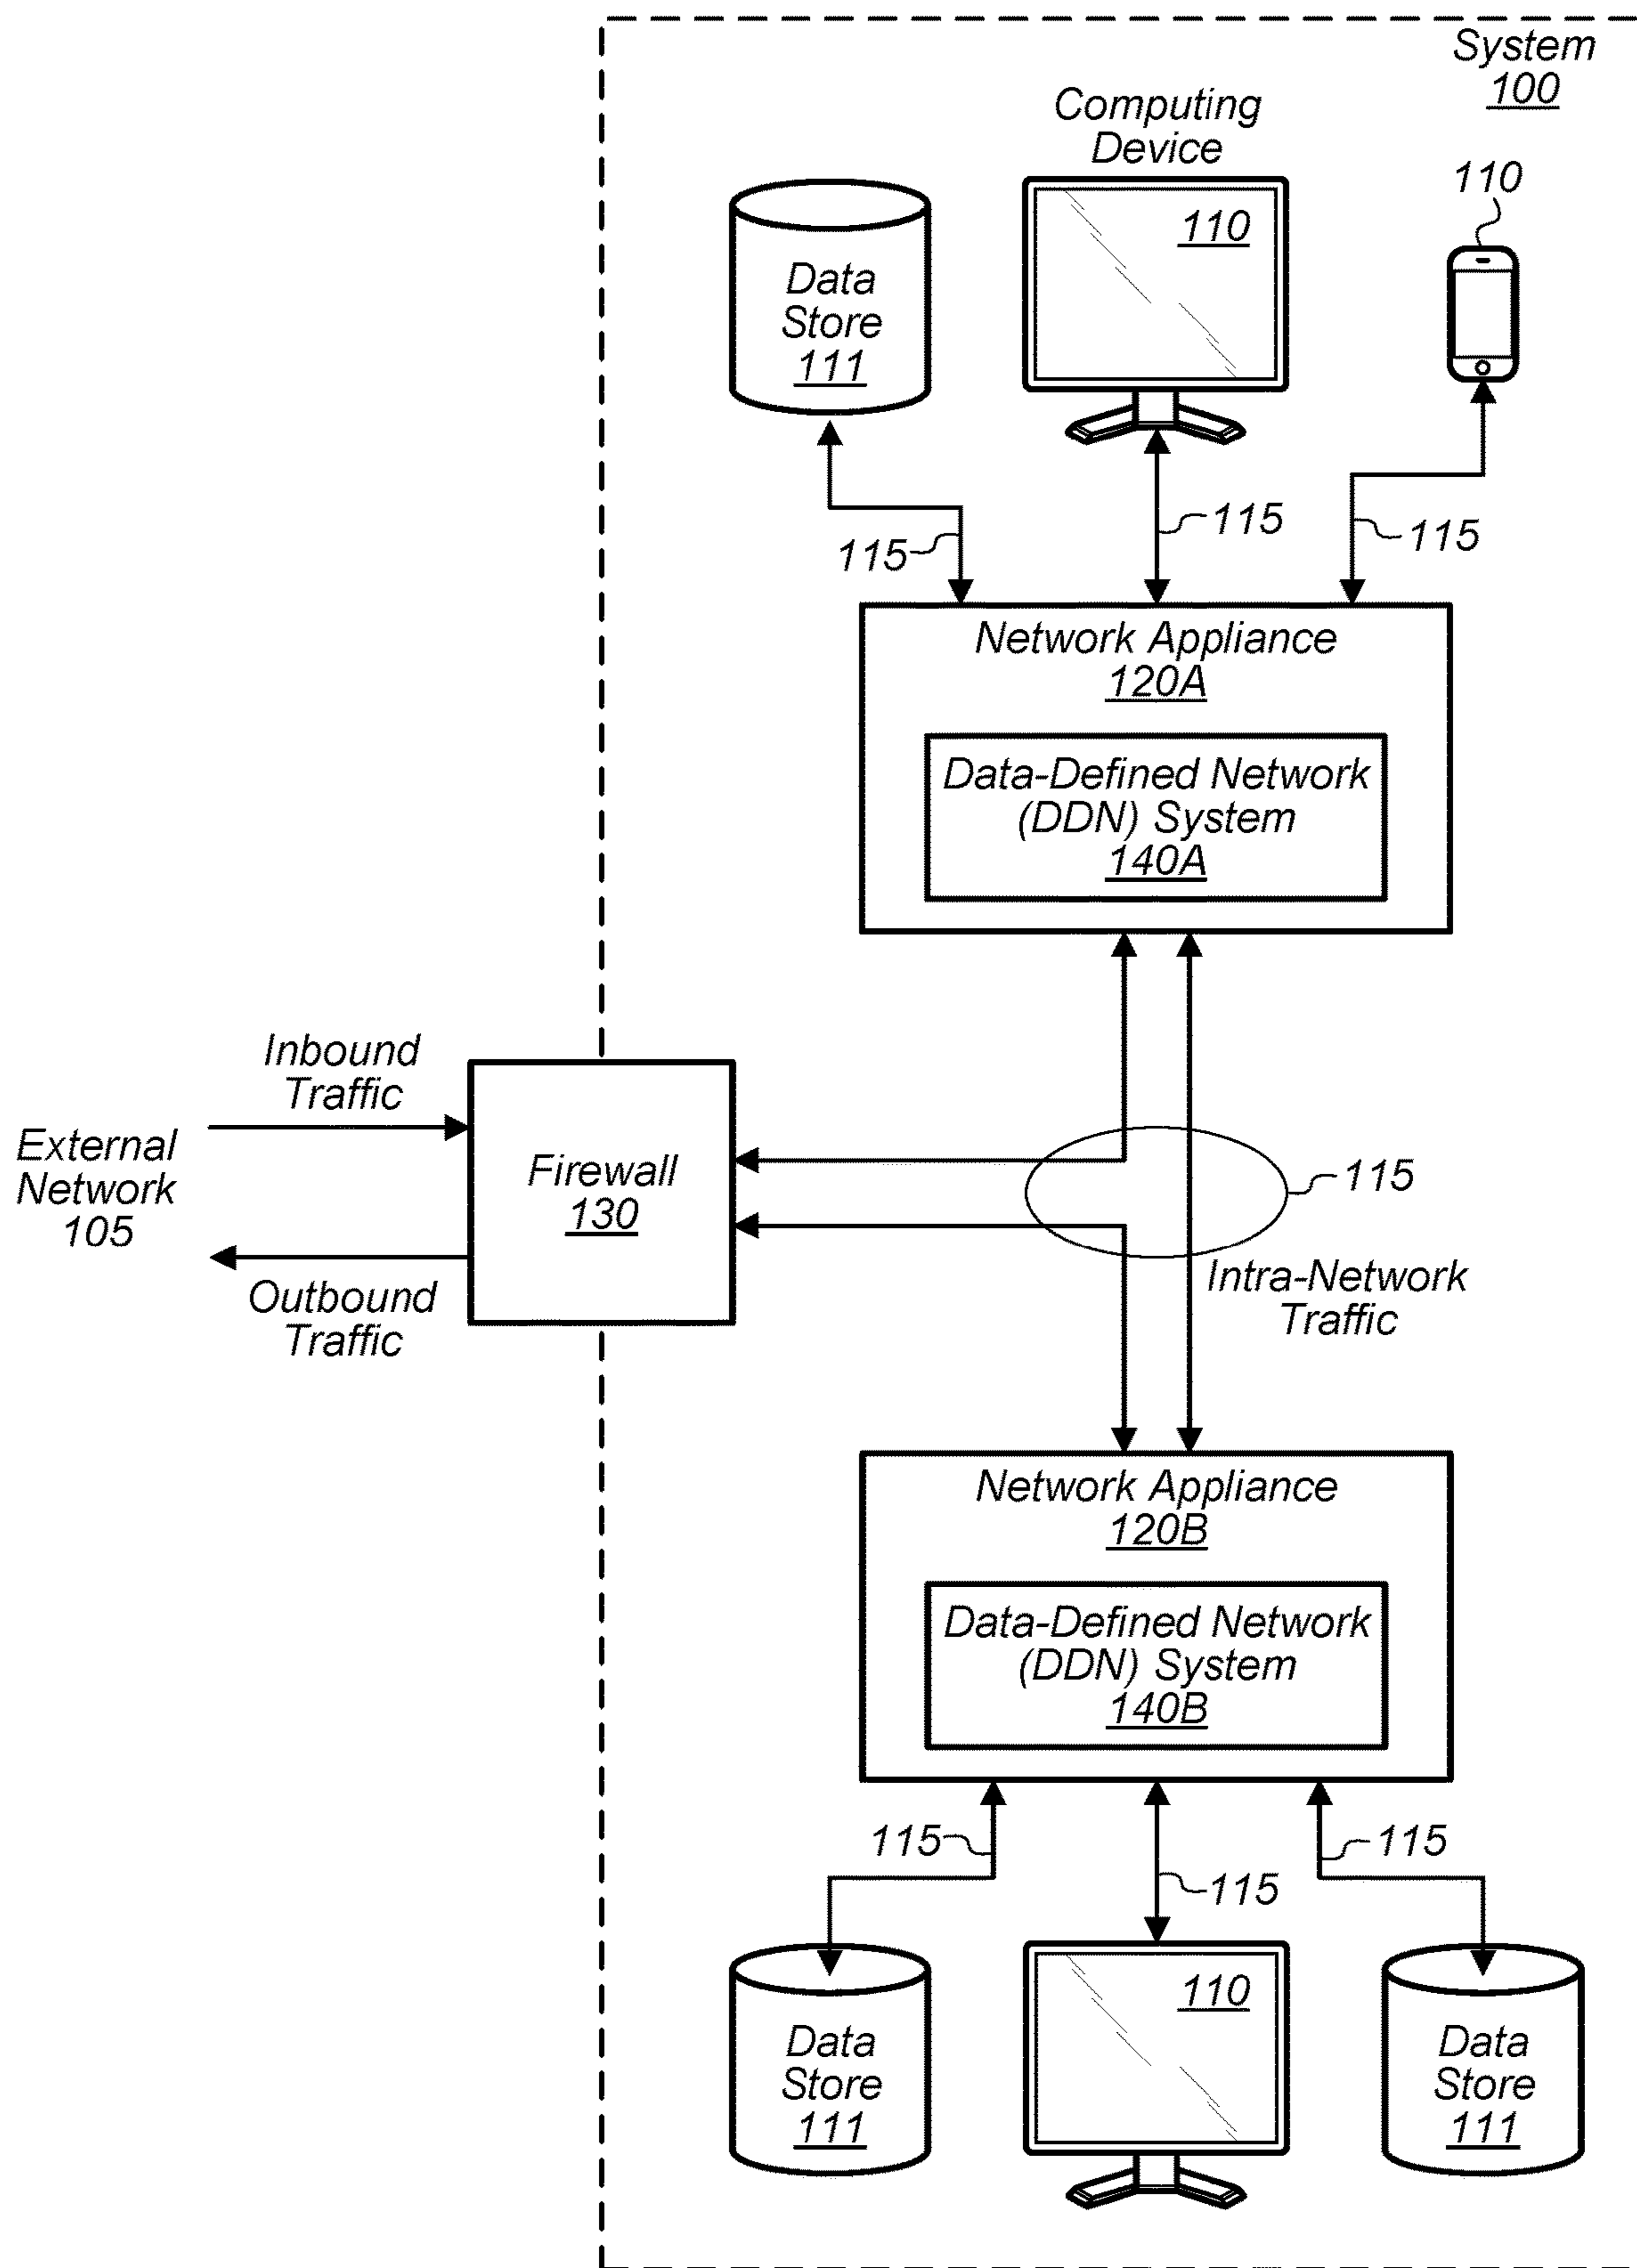 System
100
Computing
Device
110
110
Data
Store
111
115
115
115
Network Appliance
120A
Data-Defined Network
(DDN) System
140A
Inbound
Traffic
External
Network
105
Firewall
130
115
Outbound
Traffic
Intra-Network
Traffic
Network Appliance
120B
Data-Defined Network
(DDN) System
140B
115
115
115
Data
Store
111
110
Data
Store
111